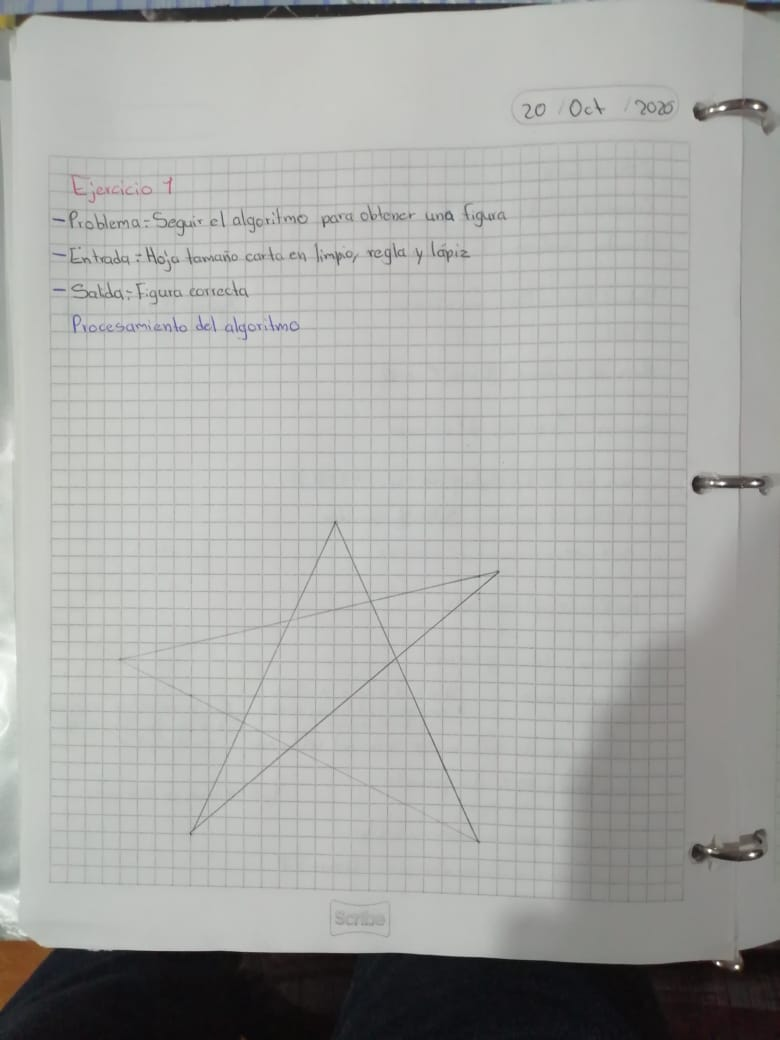 20 / Oct / 2020
Ejercicio 1
- Problema: Seguir el algoritmo para obtener una figura
- Entrada: Hoja tamaño carta en limpio, regla y lápiz
- Salida: Figura correcta
Procesamiento del algoritmo
Scribe